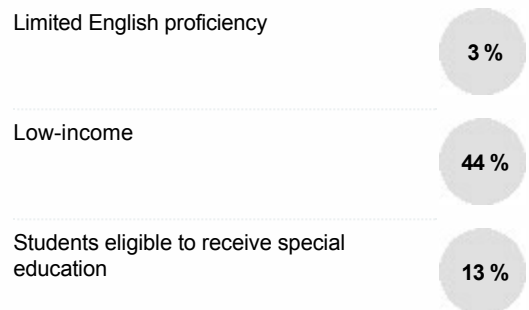 Limited English proficiency
3 %
Low-income
44 %
Students eligible to receive special
education
13 %